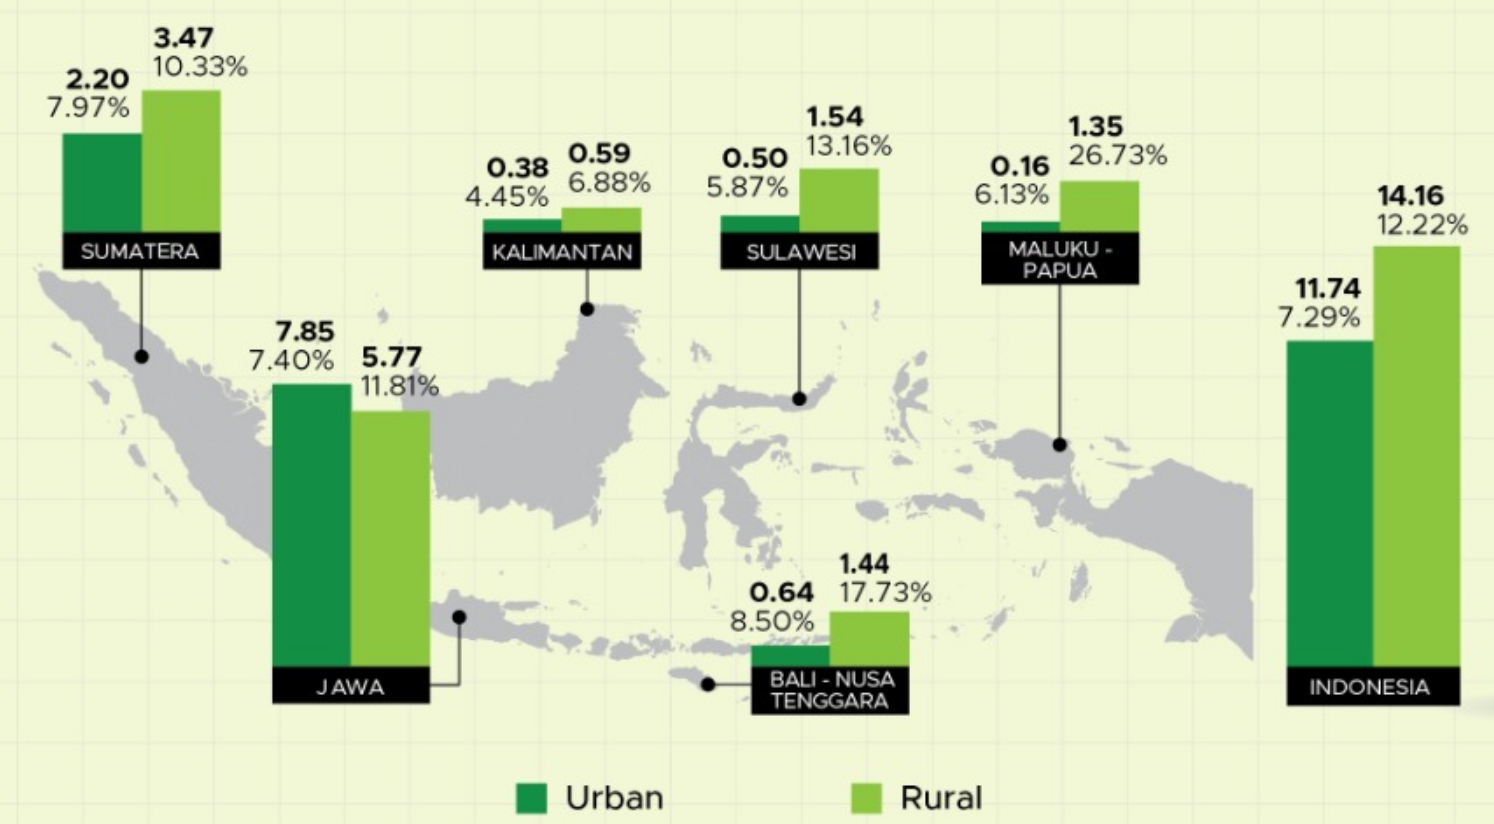 3.47
10.33%
2.20
7.97%
SUMATERA
0.38
4.45%
0.59
6.88%
KALIMANTAN
0.50
5.87%
1.54
13.16%
SULAWESI
0.16
6.13%
1.35
26.73%
MALUKU -
PAPUA
14.16
12.22%
11.74
7.29%
INDONESIA
7.85
7.40%
5.77
11.81%
JAWA
0.64
8.50%
1.44
17.73%
BALI - NUSA
TENGGARA
Urban
Rural